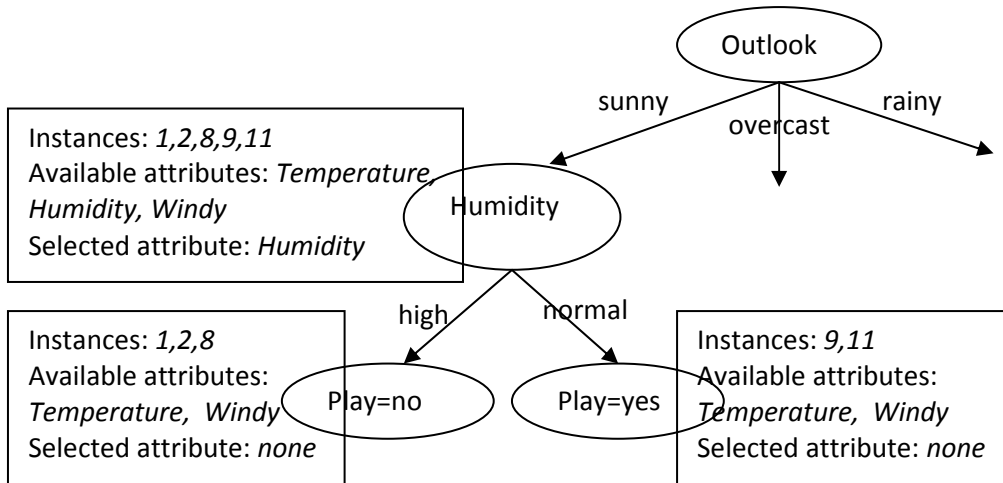 Outlook
sunny
overcast
rainy
Instances: 1,2,8,9,11
Available attributes: Temperature,
Humidity, Windy
Selected attribute: Humidity
Humidity
high
normal
Instances: 1,2,8
Available attributes:
Temperature, Windy
Selected attribute: none
Play=no
Play=yes
Instances: 9,11
Available attributes:
Temperature, Windy
Selected attribute: none